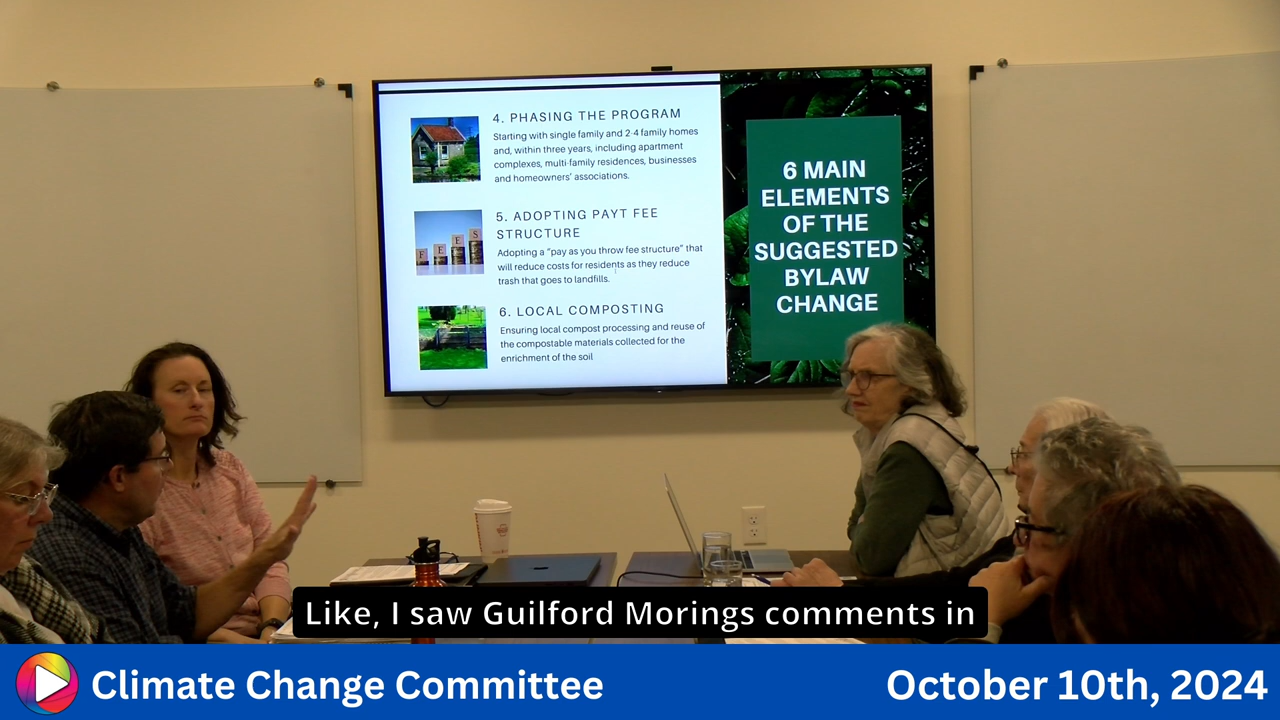 4. PHASING THE PROGRAM
Starting with single family and 2-4 family homes
and, within three years, including apartment
complexes, multi-family residences, businesses
and homeowners' associations.
5. ADOPTING PAYT FEE
STRUCTURE
Adopting a "pay as you throw fee structure" that
will reduce costs for residents as they reduce
trash that goes to landfills.
F E E S
6. LOCAL COMPOSTING
Ensuring local compost processing and reuse of
the compostable materials collected for the
enrichment of the soil
6 MAIN
ELEMENTS
OF THE
SUGGESTED
BYLAW
CHANGE
Like, I saw Guilford Morings comments in
Climate Change Committee
October 10th, 2024